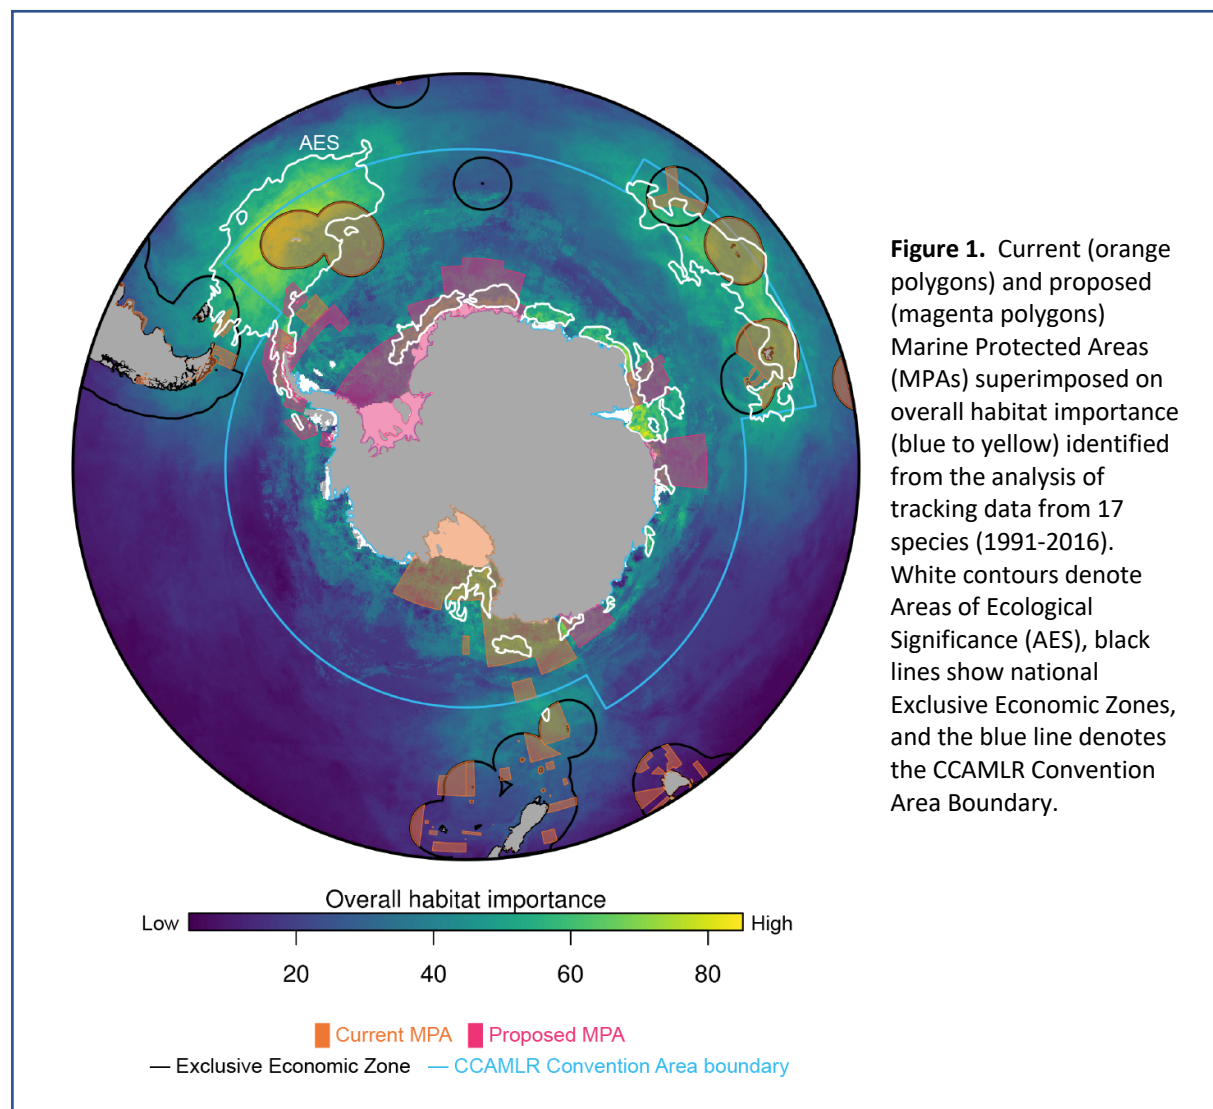 AES
Figure 1. Current (orange
polygons) and proposed
(magenta polygons)
Marine Protected Areas
(MPAs) superimposed on
overall habitat importance
(blue to yellow) identified
from the analysis of
tracking data from 17
species (1991-2016).
White contours denote
Areas of Ecological
Significance (AES), black
lines show national
Exclusive Economic Zones,
and the blue line denotes
the CCAMLR Convention
Area Boundary.
Overall habitat importance
Low High
20 40 60 80
Current MPA Proposed MPA
Exclusive Economic Zone CCAMLR Convention Area boundary